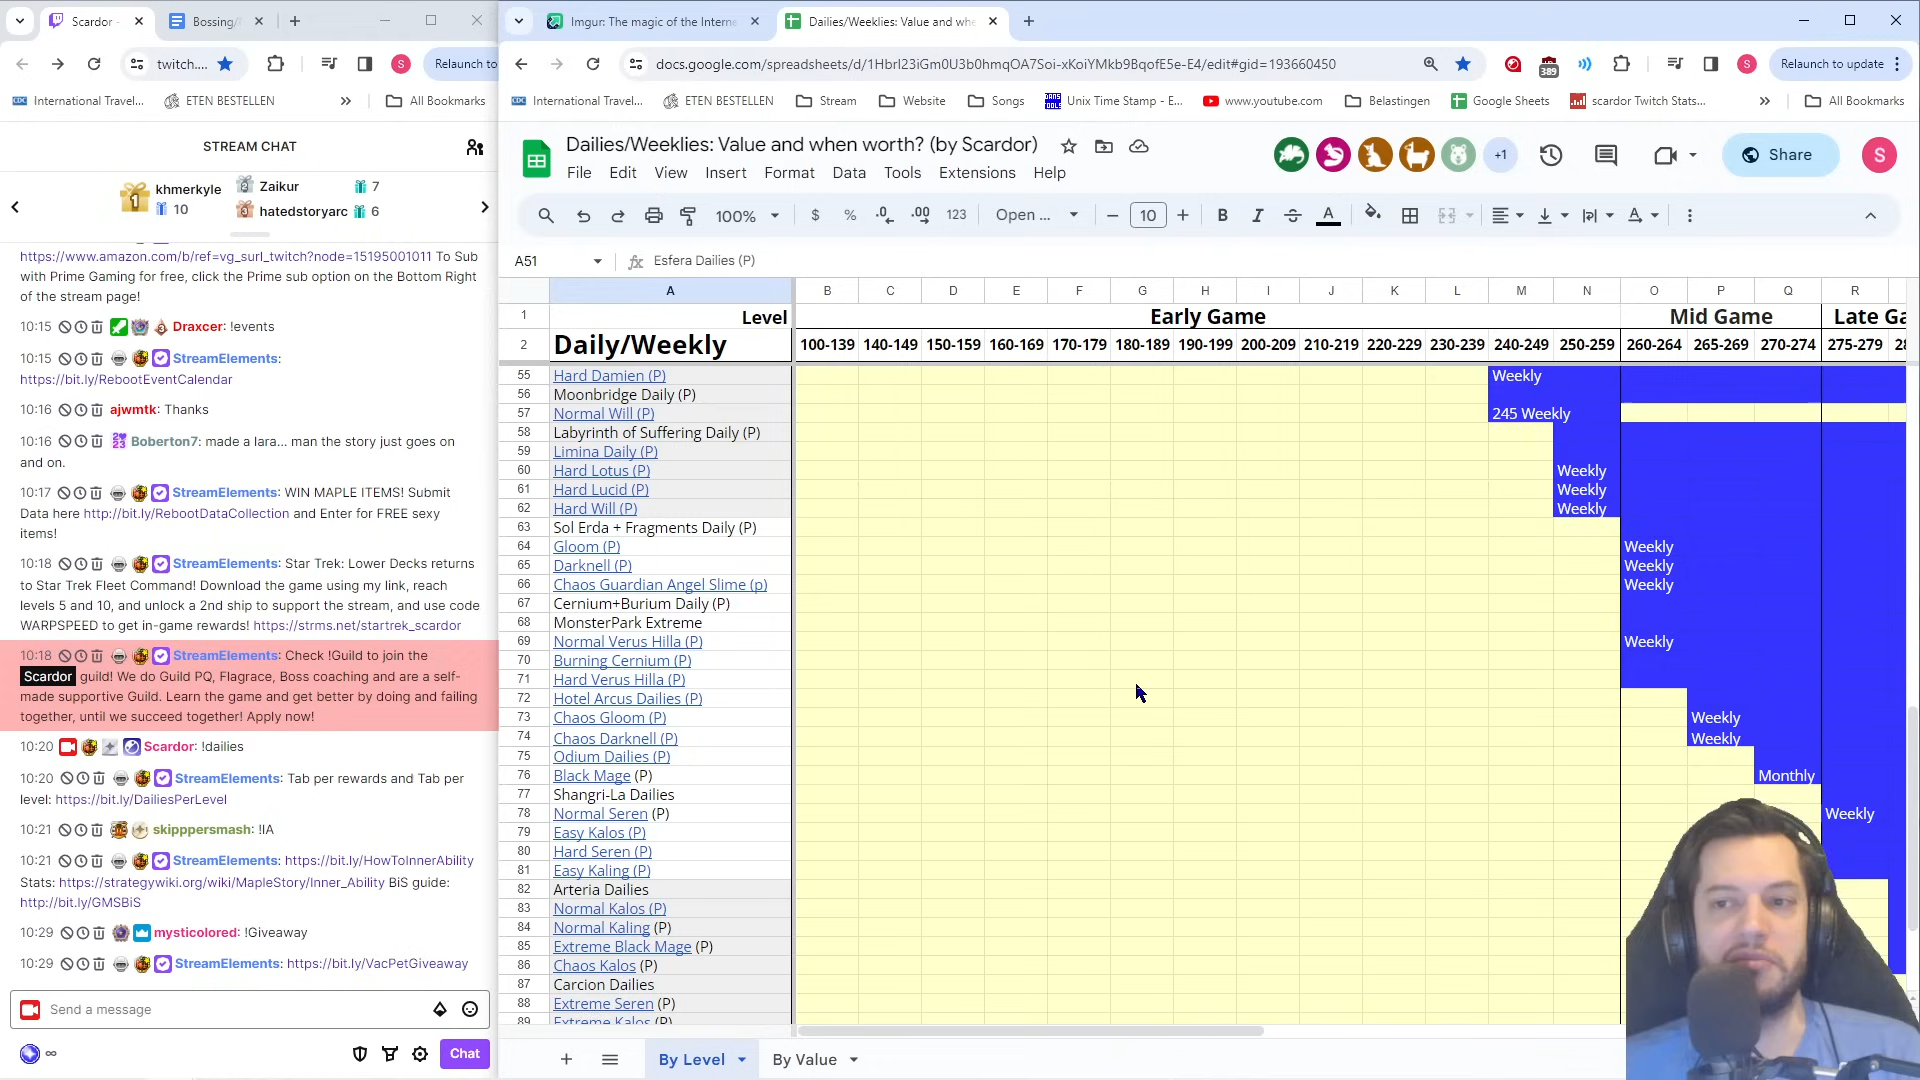 Scardor -
Bossing/
Imgur: The magic of the Interne
Dailies/Weeklies: Value and whe
twitch....
S
Relaunch to
docs.google.com/spreadsheets/d/1HbrI23iGm0U3b0hmqOA7Soi-xKoiYMkb9BqofE5e-E4/edit#gid=193660450
389
S
Relaunch to update
International Travel...
ETEN BESTELLEN
All Bookmarks
International Travel...
ETEN BESTELLEN
Stream
Website
Songs
Unix Time Stamp - E...
www.youtube.com
Belastingen
Google Sheets
scardor Twitch Stats...
All Bookmarks
STREAM CHAT
1
khmerkyle
10
2
Zaikur
7
3
hatedstoryarc
6
https://www.amazon.com/b/ref=vg_surl_twitch?node=15195001011 To Sub
with Prime Gaming for free, click the Prime sub option on the Bottom Right
of the stream page!
10:15 Draxcer: !events
10:15 StreamElements:
https://bit.ly/RebootEventCalendar
10:16 ajwmtk: Thanks
10:16 Boberton7: made a lara... man the story just goes on
and on.
10:17 StreamElements: WIN MAPLE ITEMS! Submit
Data here http://bit.ly/RebootDataCollection and Enter for FREE sexy
items!
10:18 StreamElements: Star Trek: Lower Decks returns
to Star Trek Fleet Command! Download the game using my link, reach
levels 5 and 10, and unlock a 2nd ship to support the stream, and use code
WARPSPEED to get in-game rewards! https://strms.net/startrek_scardor
10:18 StreamElements: Check !Guild to join the
Scardor guild! We do Guild PQ, Flagrace, Boss coaching and are a self-
made supportive Guild. Learn the game and get better by doing and failing
together, until we succeed together! Apply now!
10:20 Scardor: !dailies
10:20 StreamElements: Tab per rewards and Tab per
level: https://bit.ly/DailiesPerLevel
10:21 skipppersmash: !IA
10:21 StreamElements: https://bit.ly/HowToInnerAbility
Stats: https://strategywiki.org/wiki/MapleStory/Inner_Ability BiS guide:
http://bit.ly/GMSBiS
10:29 mysticolored: !Giveaway
10:29 StreamElements: https://bit.ly/VacPetGiveaway
Send a message
∞
Chat
Dailies/Weeklies: Value and when worth? (by Scardor)
+1
Share
S
File Edit View Insert Format Data Tools Extensions Help
100% $ % .0 .00 123 Open ... 10 B I S A
A51 fx Esfera Dailies (P)
A B C D E F G H I J K L M N O P Q R
1 Level Early Game Mid Game Late Ga
2 Daily/Weekly 100-139 140-149 150-159 160-169 170-179 180-189 190-199 200-209 210-219 220-229 230-239 240-249 250-259 260-264 265-269 270-274 275-279 28
55 Hard Damien (P) Weekly
56 Moonbridge Daily (P)
57 Normal Will (P) 245 Weekly
58 Labyrinth of Suffering Daily (P)
59 Limina Daily (P)
60 Hard Lotus (P) Weekly
61 Hard Lucid (P) Weekly
62 Hard Will (P) Weekly
63 Sol Erda + Fragments Daily (P)
64 Gloom (P) Weekly
65 Darknell (P) Weekly
66 Chaos Guardian Angel Slime (p) Weekly
67 Cernium+Burium Daily (P)
68 MonsterPark Extreme
69 Normal Verus Hilla (P) Weekly
70 Burning Cernium (P)
71 Hard Verus Hilla (P)
72 Hotel Arcus Dailies (P)
73 Chaos Gloom (P) Weekly
74 Chaos Darknell (P) Weekly
75 Odium Dailies (P)
76 Black Mage (P) Monthly
77 Shangri-La Dailies
78 Normal Seren (P) Weekly
79 Easy Kalos (P)
80 Hard Seren (P)
81 Easy Kaling (P)
82 Arteria Dailies
83 Normal Kalos (P)
84 Normal Kaling (P)
85 Extreme Black Mage (P)
86 Chaos Kalos (P)
87 Carcion Dailies
88 Extreme Seren (P)
89 Extreme Kalos (P)
By Level
By Value